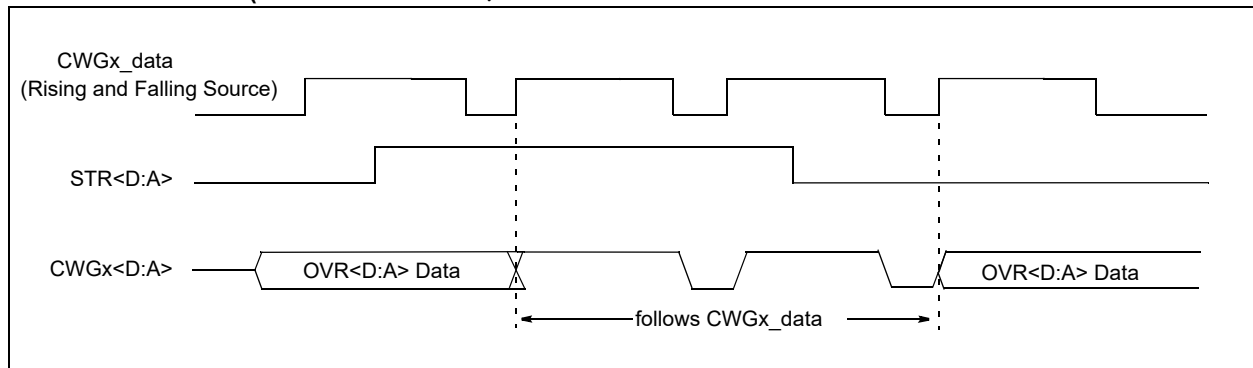 CWGx_data
(Rising and Falling Source)
STR<D:A>
CWGx<D:A>
OVR<D:A> Data
OVR<D:A> Data
follows CWGx_data